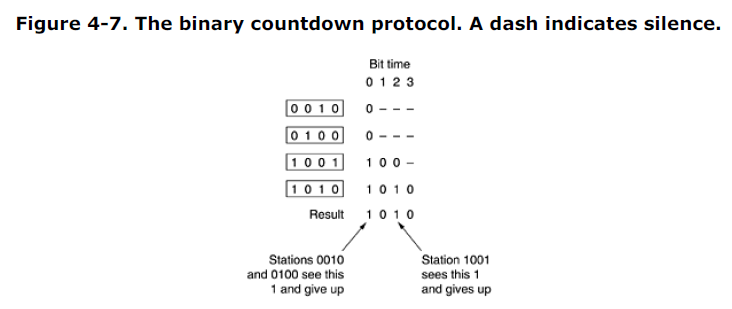 Figure 4-7. The binary countdown protocol. A dash indicates silence.
Bit time
0 1 2 3
0 0 1 0 0 – – –
0 1 0 0 0 – – –
1 0 0 1 1 0 0 –
1 0 1 0 1 0 1 0
Result 1 0 1 0
Stations 0010
and 0100 see this
1 and give up
Station 1001
sees this 1
and gives up